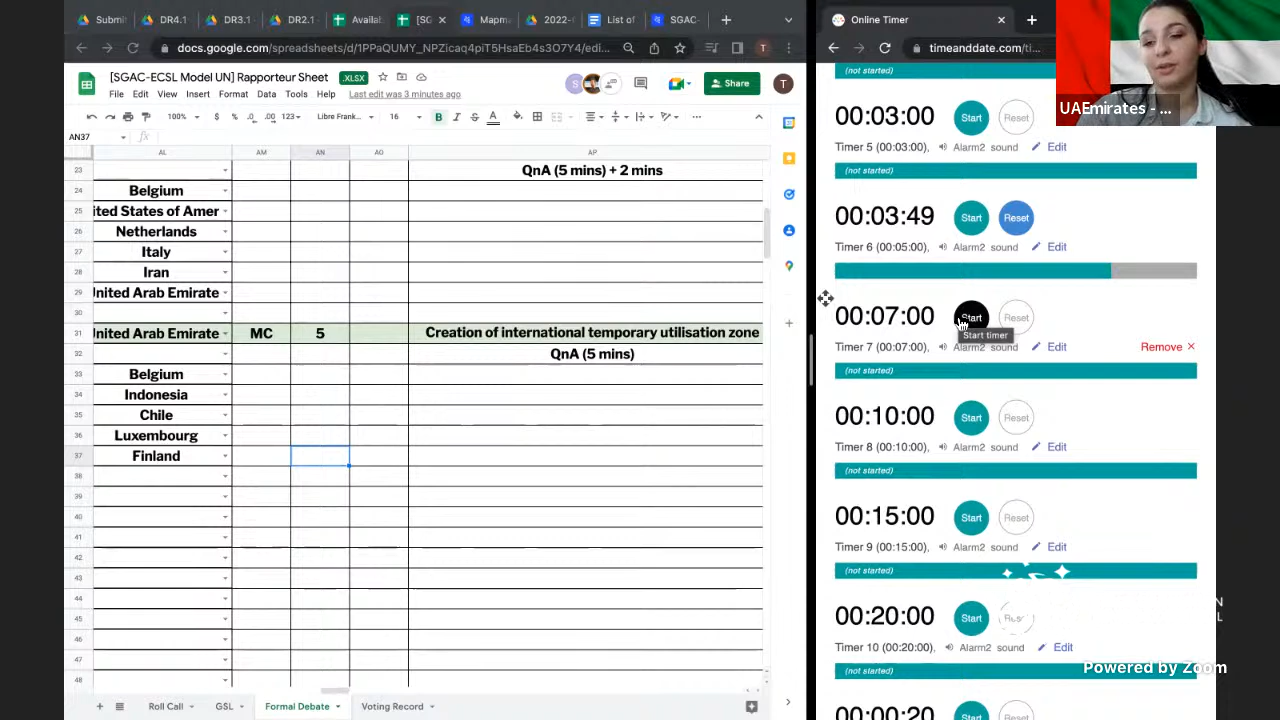 Submi
DR4.1
DR3.1
DR2.1
Availa
[SG
Mapm
2022-
List of
SGAC-
docs.google.com/spreadsheets/d/1PPaQUMY_NPZicaq4piT5HsaEb4s3O7Y4/edi...
T
[SGAC-ECSL Model UN] Rapporteur Sheet
.XLSX
S
Share
T
File Edit View Insert Format Data Tools Help Last edit was 3 minutes ago
100% $ % .0 .00 123 Libre Frank... 16 B I S A
AN37 fx
AL AM AN AO AP
23 QnA (5 mins) + 2 mins
24 Belgium
25 ited States of Amer
26 Netherlands
27 Italy
28 Iran
29 United Arab Emirate
30
31 United Arab Emirate MC 5 Creation of international temporary utilisation zone
32 QnA (5 mins)
33 Belgium
34 Indonesia
35 Chile
36 Luxembourg
37 Finland
38
39
40
41
42
43
44
45
46
47
48
Roll Call GSL Formal Debate Voting Record
Online Timer
timeanddate.com/ti...
(not started)
00:03:00 Start Reset
Timer 5 (00:03:00), Alarm2 sound Edit
(not started)
00:03:49 Start Reset
Timer 6 (00:05:00), Alarm2 sound Edit
00:07:00 Start Reset
Start timer
Timer 7 (00:07:00), Alarm2 sound Edit Remove
(not started)
00:10:00 Start Reset
Timer 8 (00:10:00), Alarm2 sound Edit
(not started)
00:15:00 Start Reset
Timer 9 (00:15:00), Alarm2 sound Edit
(not started)
00:20:00 Start Reset
Timer 10 (00:20:00), Alarm2 sound Edit
(not started)
00:00:20 Start Reset
UAEmirates - ...
N
L
Powered by Zoom